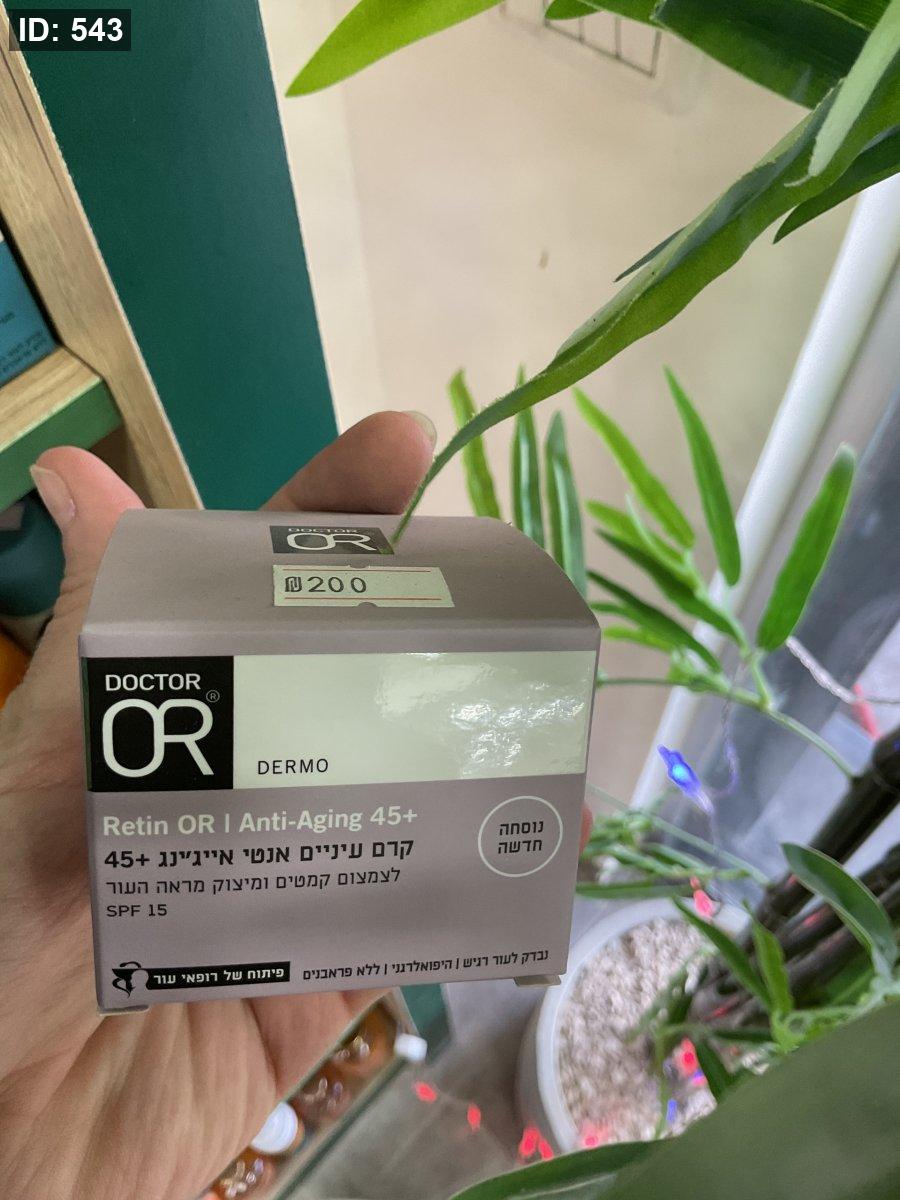 ID: 543
DOCTOR
OR
₪200
DOCTOR
OR®
DERMO
Retin OR | Anti-Aging 45+
קרם עיניים אנטי אייג׳ינג 45+
לצמצום קמטים ומיצוק מראה העור
SPF 15
נוסחה
חדשה
פיתוח של רופאי עור
נבדק לעור רגיש | היפואלרגני | ללא פראבנים